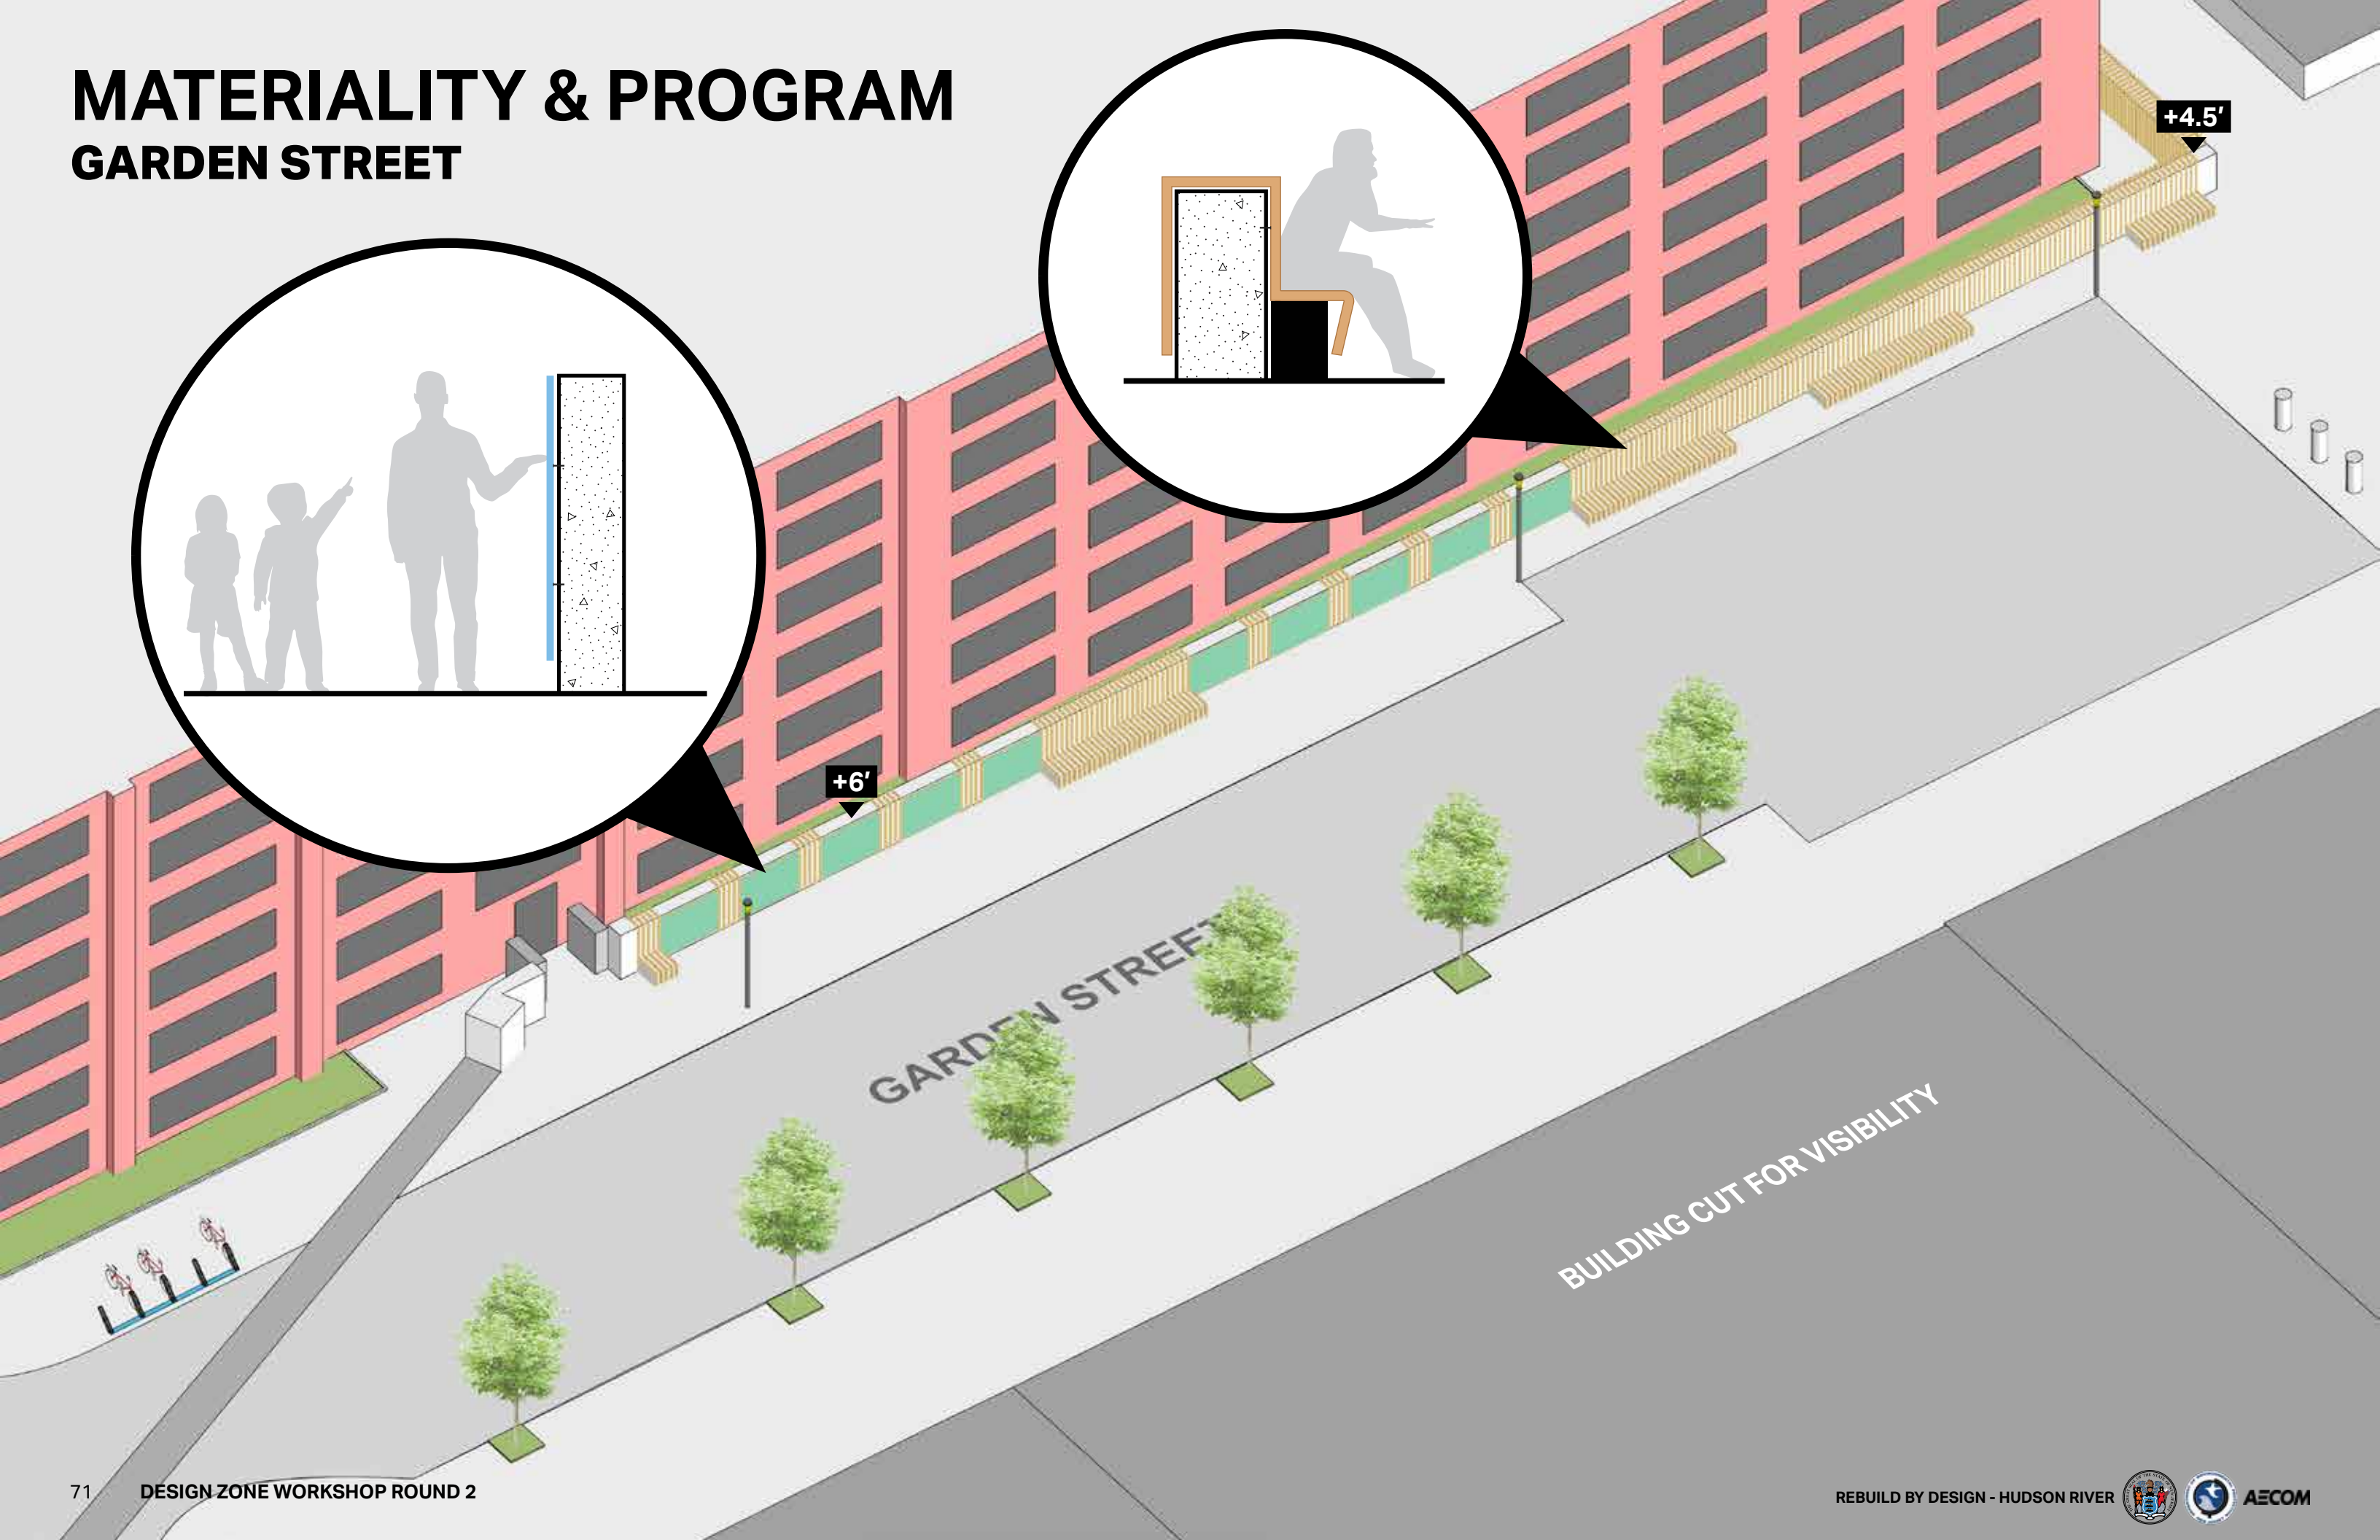 MATERIALITY & PROGRAM
GARDEN STREET
+4.5'
+6'
GARDEN STREET
BUILDING CUT FOR VISIBILITY
71 DESIGN ZONE WORKSHOP ROUND 2
REBUILD BY DESIGN - HUDSON RIVER
AECOM